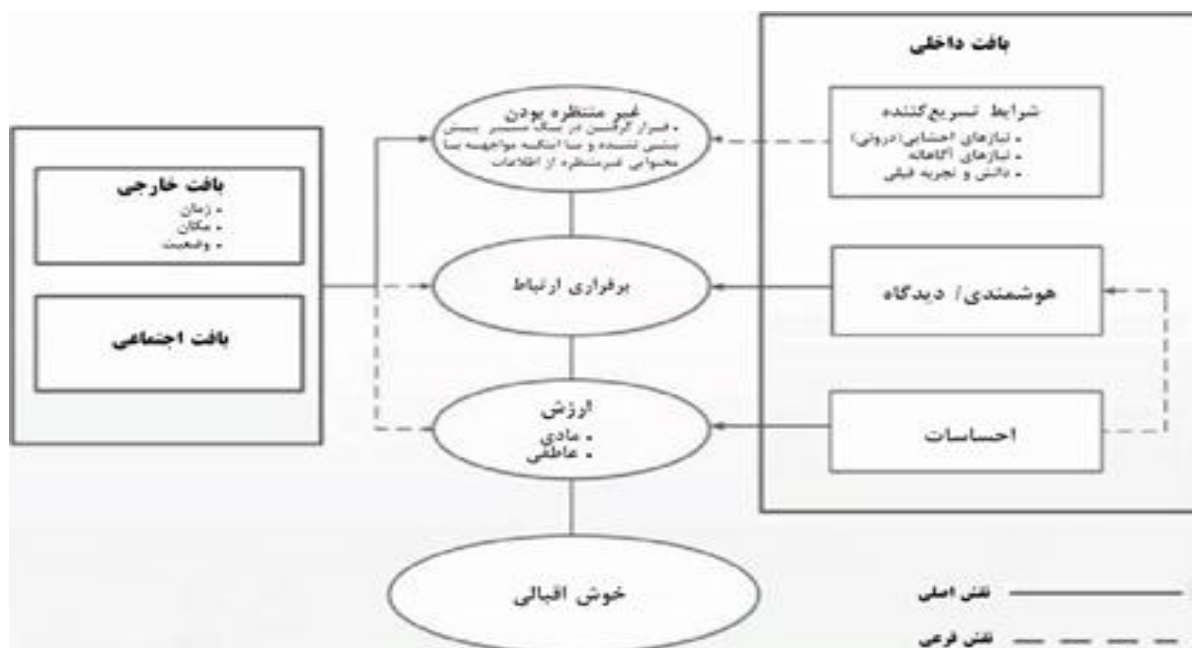 بافت داخلی
شرایط تسریع‌کننده
• نیازهای احشایی(درونی)
• نیازهای آگاهانه
• دانش و تجربه قبلی
هوشمندی/ دیدگاه
احساسات
غیر منتظره بودن
• قرار گرفتن در یک مسیر پیش
بینی نشده و یا اینکه مواجهه با
محتوایی غیرمنتظره از اطلاعات
برقراری ارتباط
ارزش
• مادی
• عاطفی
خوش اقبالی
بافت خارجی
• زمان
• مکان
• وضعیت
بافت اجتماعی
نقش اصلی
نقش فرعی